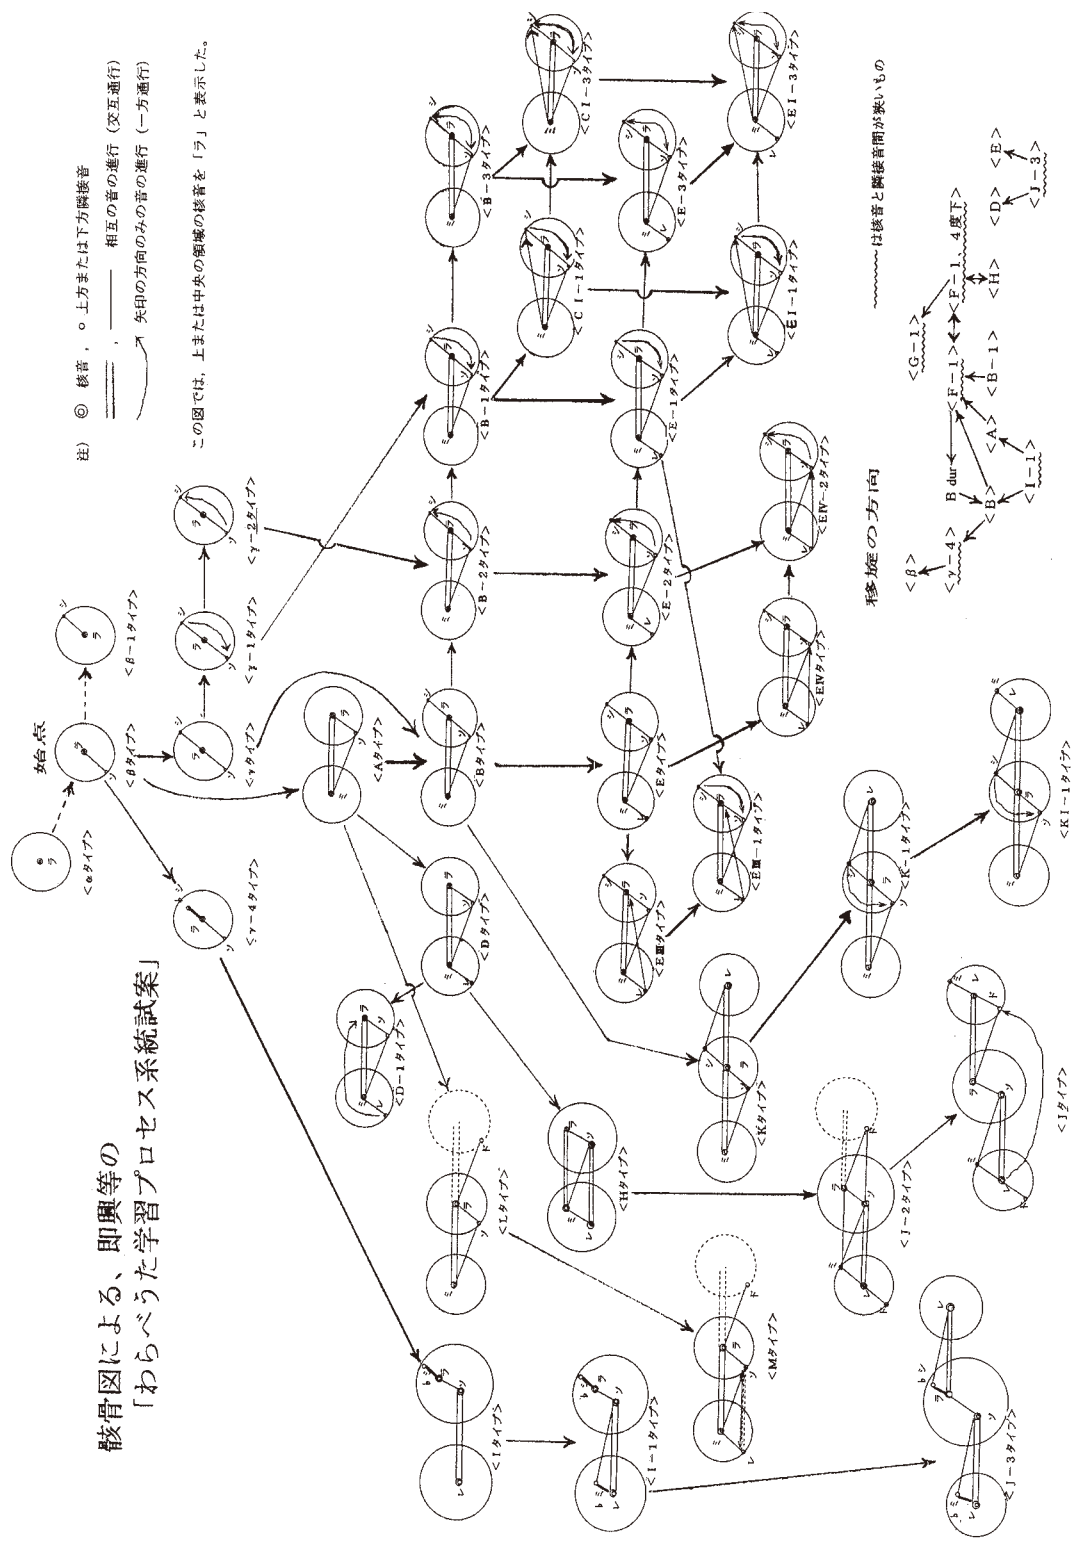 骸骨図による、即興等の
「わらべうた学習プロセス系統試案」
注) ◎ 核音, ○ 上方または下方隣接音
═══, ─── 相互の音の進行(交互通行)
矢印の方向のみの音の進行(一方通行)
この図では,上または中央の領域の核音を「ラ」と表示した。
始点
<αタイプ>
<βタイプ>
<β-1タイプ>
<γ-4タイプ>
<γタイプ>
<γ-1タイプ>
<γ-2タイプ>
<Aタイプ>
<D-1タイプ>
<Iタイプ>
<Lタイプ>
<Dタイプ>
<Bタイプ>
<B-2タイプ>
<B-1タイプ>
<B-3タイプ>
<CI-1タイプ>
<CI-3タイプ>
<I-1タイプ>
<Hタイプ>
<EⅢタイプ>
<Eタイプ>
<E-2タイプ>
<E-1タイプ>
<E-3タイプ>
<Mタイプ>
<Kタイプ>
<EⅢ-1タイプ>
<EⅣタイプ>
<EⅣ-2タイプ>
<EI-1タイプ>
<EI-3タイプ>
<J-2タイプ>
<K-1タイプ>
<J-3タイプ>
<Jタイプ>
<KI-1タイプ>
移旋の方向
は核音と隣接音間が狭いもの
<β>
<G-1>
<γ-4>
B dur
<F-1>
<F-1、4度下>
<B>
<A>
<B-1>
<H>
<D>
<E>
<I-1>
<J-3>